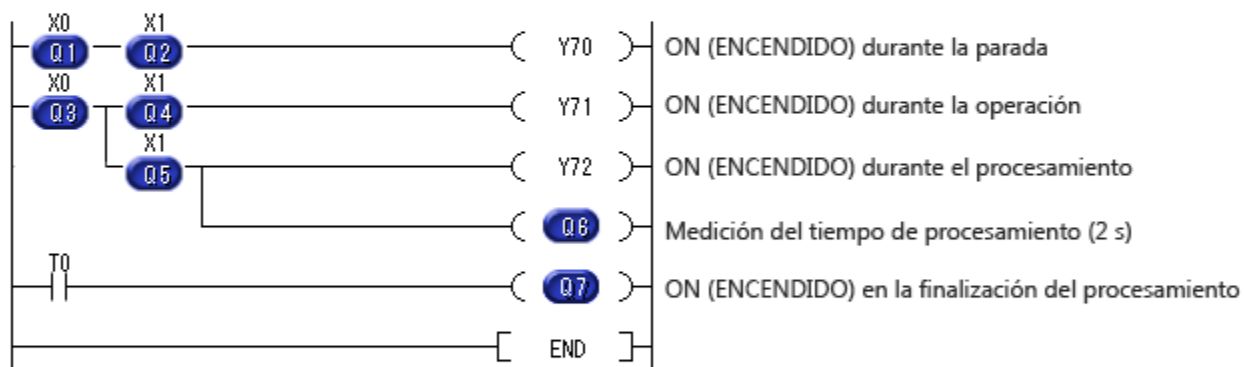 X0 X1
Q1 Q2 Y70 ON (ENCENDIDO) durante la parada
X0 X1
Q3 Q4 Y71 ON (ENCENDIDO) durante la operación
X1
Q5 Y72 ON (ENCENDIDO) durante el procesamiento
Q6 Medición del tiempo de procesamiento (2 s)
T0
Q7 ON (ENCENDIDO) en la finalización del procesamiento
END